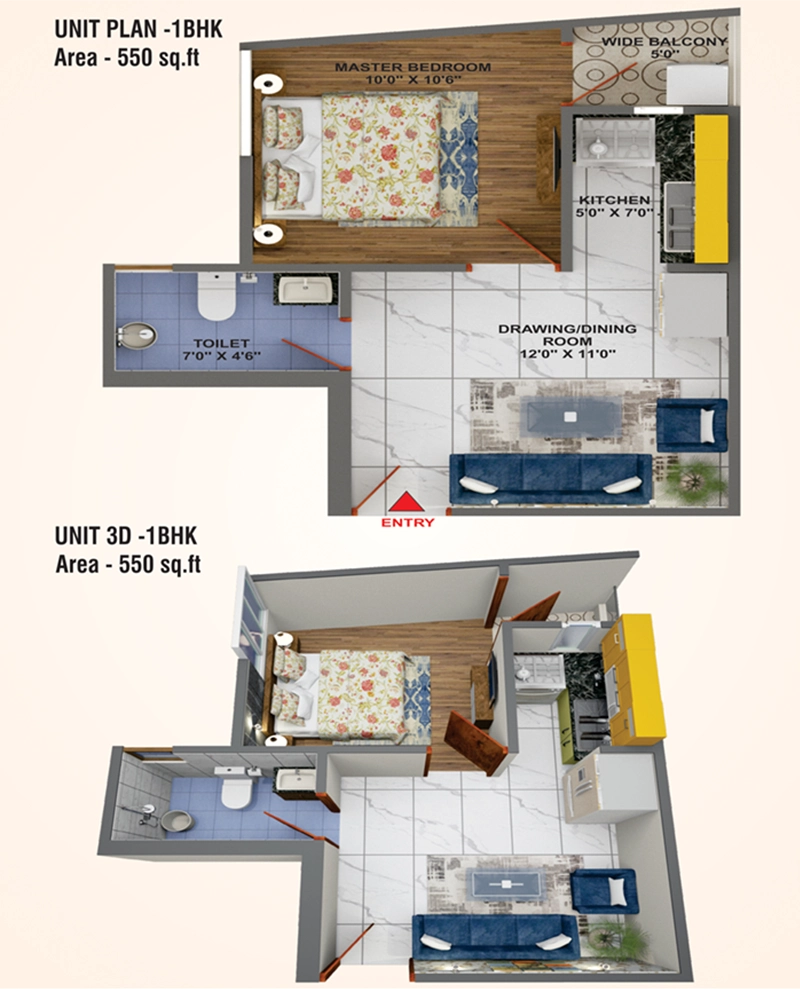 UNIT PLAN -1BHK
Area - 550 sq.ft
WIDE BALCONY
5'0"
MASTER BEDROOM
10'0" X 10'6"
KITCHEN
5'0" X 7'0"
TOILET
7'0" X 4'6"
DRAWING/DINING
ROOM
12'0" X 11'0"
ENTRY
UNIT 3D -1BHK
Area - 550 sq.ft